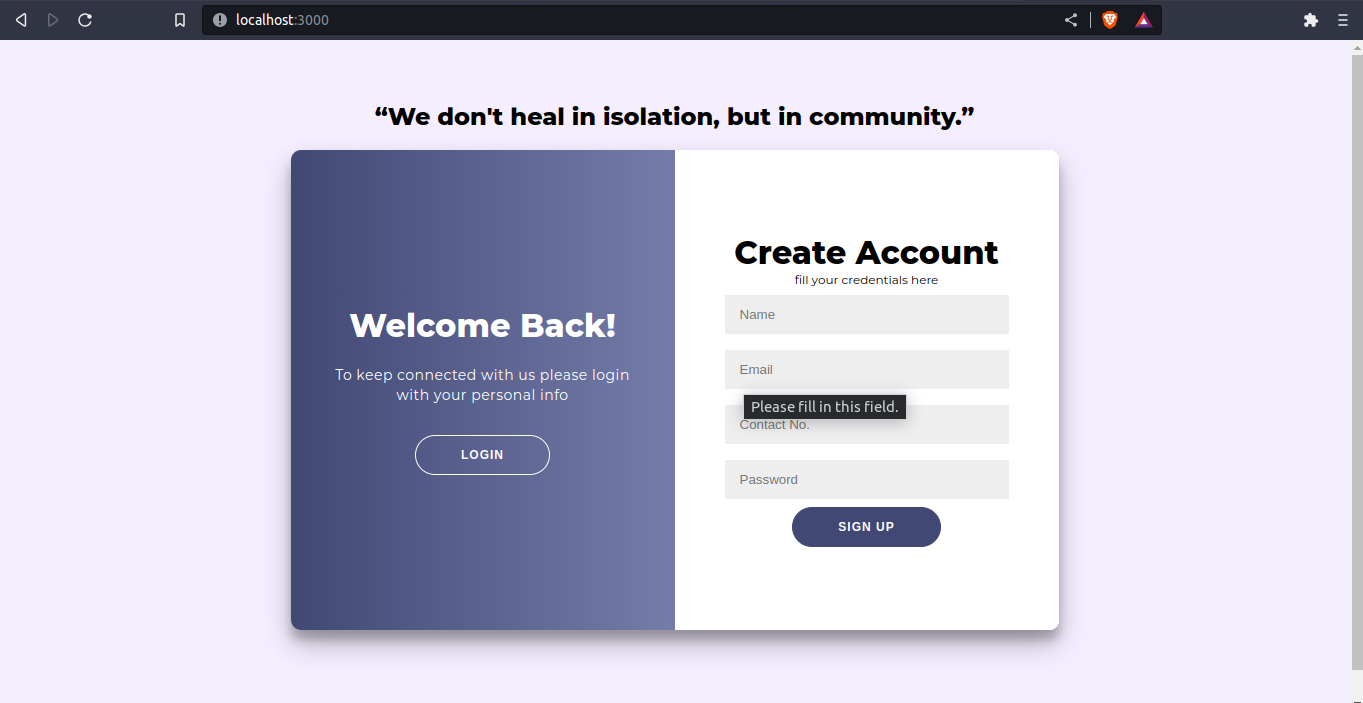 localhost:3000
“We don't heal in isolation, but in community.”
Welcome Back!
To keep connected with us please login
with your personal info
LOGIN
Create Account
fill your credentials here
Name
Email
Please fill in this field.
Contact No.
Password
SIGN UP